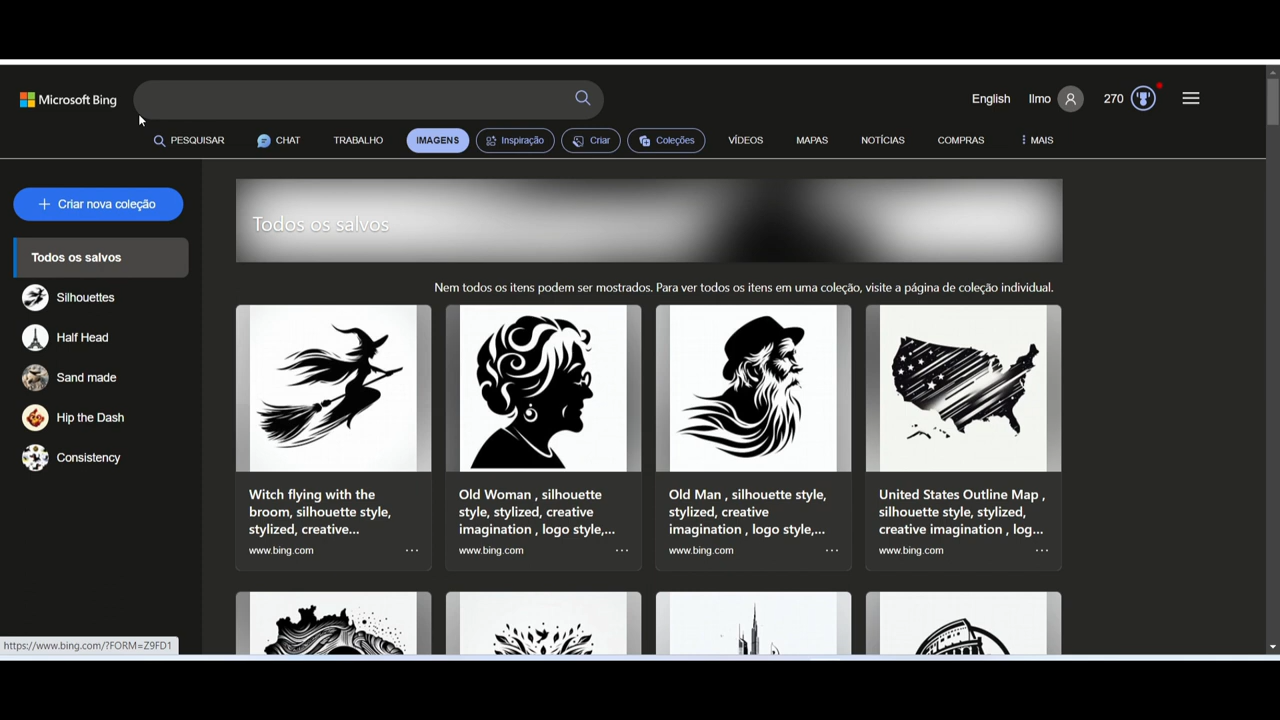 Microsoft Bing
English
Ilmo
270
PESQUISAR
CHAT
TRABALHO
IMAGENS
Inspiração
Criar
Coleções
VÍDEOS
MAPAS
NOTÍCIAS
COMPRAS
MAIS
Criar nova coleção
Todos os salvos
Silhouettes
Half Head
Sand made
Hip the Dash
Consistency
Todos os salvos
Nem todos os itens podem ser mostrados. Para ver todos os itens em uma coleção, visite a página de coleção individual.
Witch flying with the
broom, silhouette style,
stylized, creative...
www.bing.com
Old Woman , silhouette
style, stylized, creative
imagination , logo style,...
www.bing.com
Old Man , silhouette style,
stylized, creative
imagination , logo style,...
www.bing.com
United States Outline Map ,
silhouette style, stylized,
creative imagination , log...
www.bing.com
https://www.bing.com/?FORM=Z9FD1